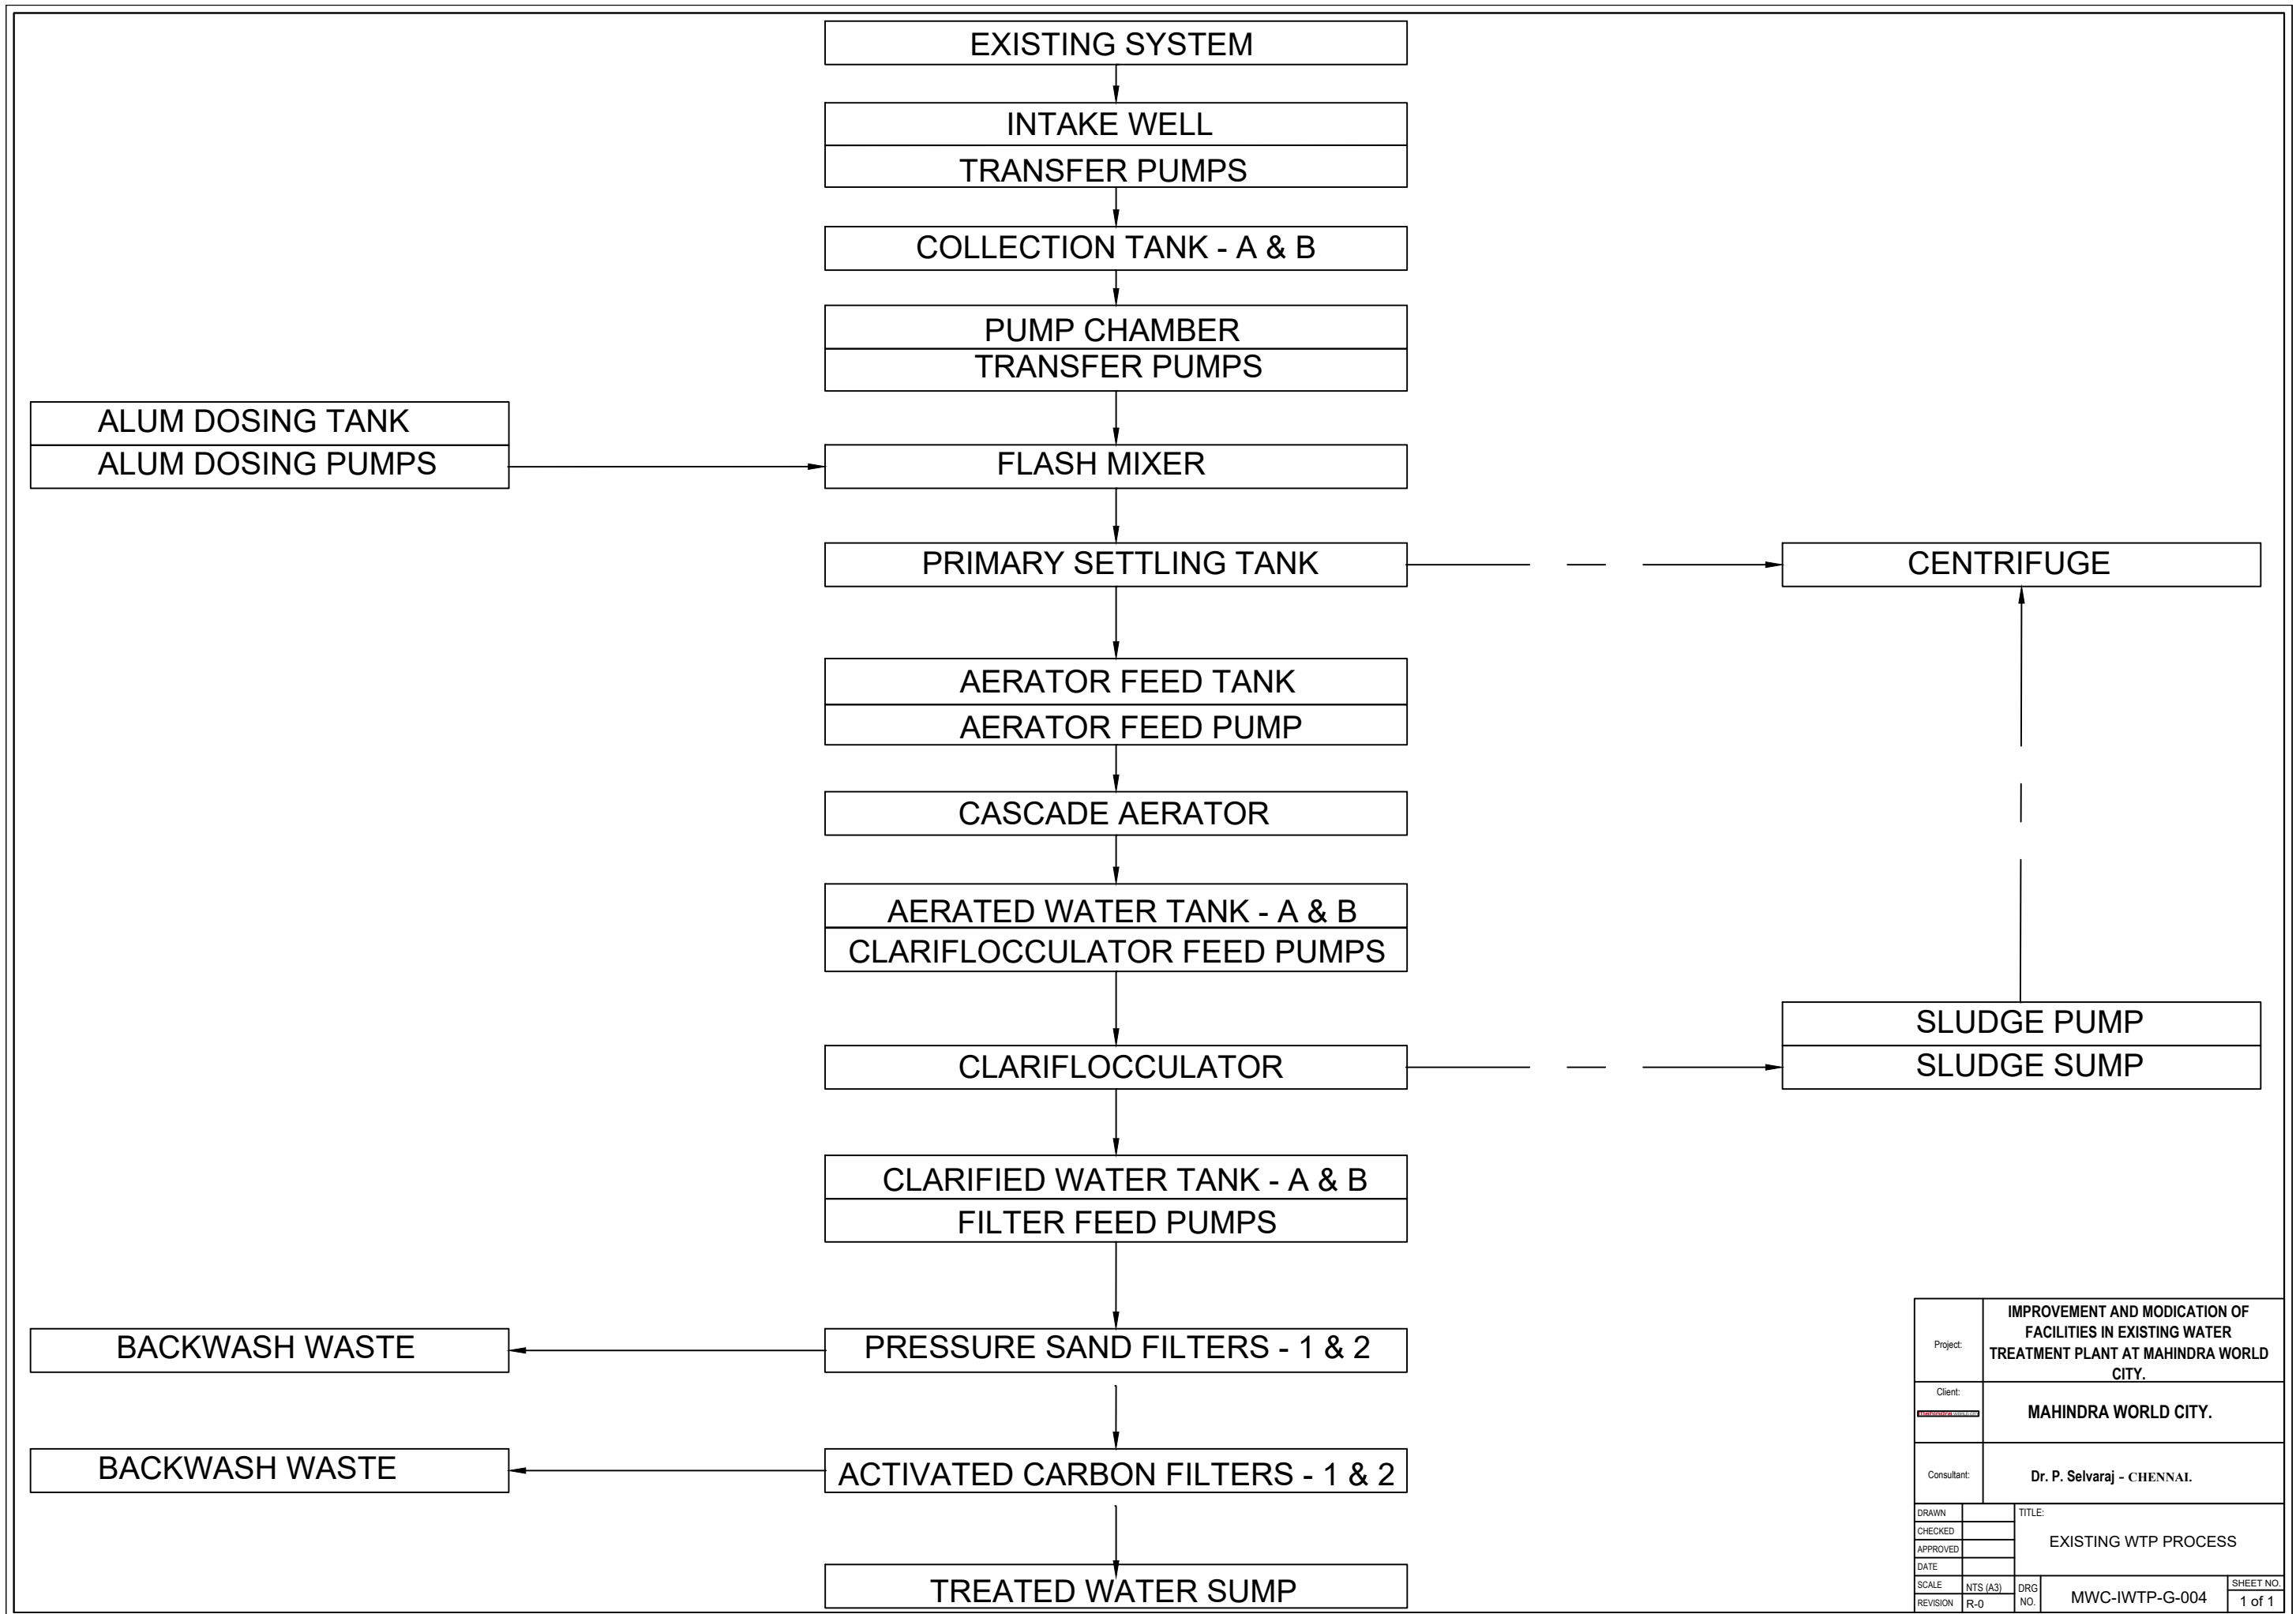 EXISTING SYSTEM
INTAKE WELL
TRANSFER PUMPS
COLLECTION TANK - A & B
PUMP CHAMBER
TRANSFER PUMPS
ALUM DOSING TANK
ALUM DOSING PUMPS
FLASH MIXER
PRIMARY SETTLING TANK
CENTRIFUGE
AERATOR FEED TANK
AERATOR FEED PUMP
CASCADE AERATOR
AERATED WATER TANK - A & B
CLARIFLOCCULATOR FEED PUMPS
SLUDGE PUMP
CLARIFLOCCULATOR
SLUDGE SUMP
CLARIFIED WATER TANK - A & B
FILTER FEED PUMPS
BACKWASH WASTE
PRESSURE SAND FILTERS - 1 & 2
BACKWASH WASTE
ACTIVATED CARBON FILTERS - 1 & 2
TREATED WATER SUMP
Project:
IMPROVEMENT AND MODICATION OF
FACILITIES IN EXISTING WATER
TREATMENT PLANT AT MAHINDRA WORLD
CITY.
Client:
MAHINDRA WORLD CITY.
Consultant:
Dr. P. Selvaraj - CHENNAI.
DRAWN
CHECKED
APPROVED
DATE
SCALE NTS (A3)
REVISION R-0
TITLE:
EXISTING WTP PROCESS
DRG
NO.
MWC-IWTP-G-004
SHEET NO.
1 of 1